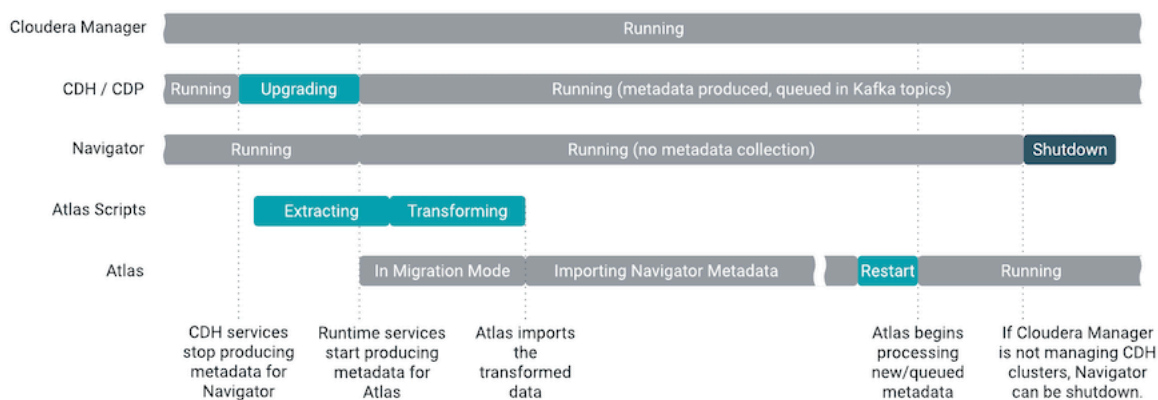 Cloudera Manager
Running
CDH / CDP
Running
Upgrading
Running (metadata produced, queued in Kafka topics)
Navigator
Running
Running (no metadata collection)
Shutdown
Atlas Scripts
Extracting
Transforming
Atlas
In Migration Mode
Importing Navigator Metadata
Restart
Running
CDH services
stop producing
metadata for
Navigator
Runtime services
start producing
metadata for
Atlas
Atlas imports
the
transformed
data
Atlas begins
processing
new/queued
metadata
If Cloudera Manager
is not managing CDH
clusters, Navigator
can be shutdown.